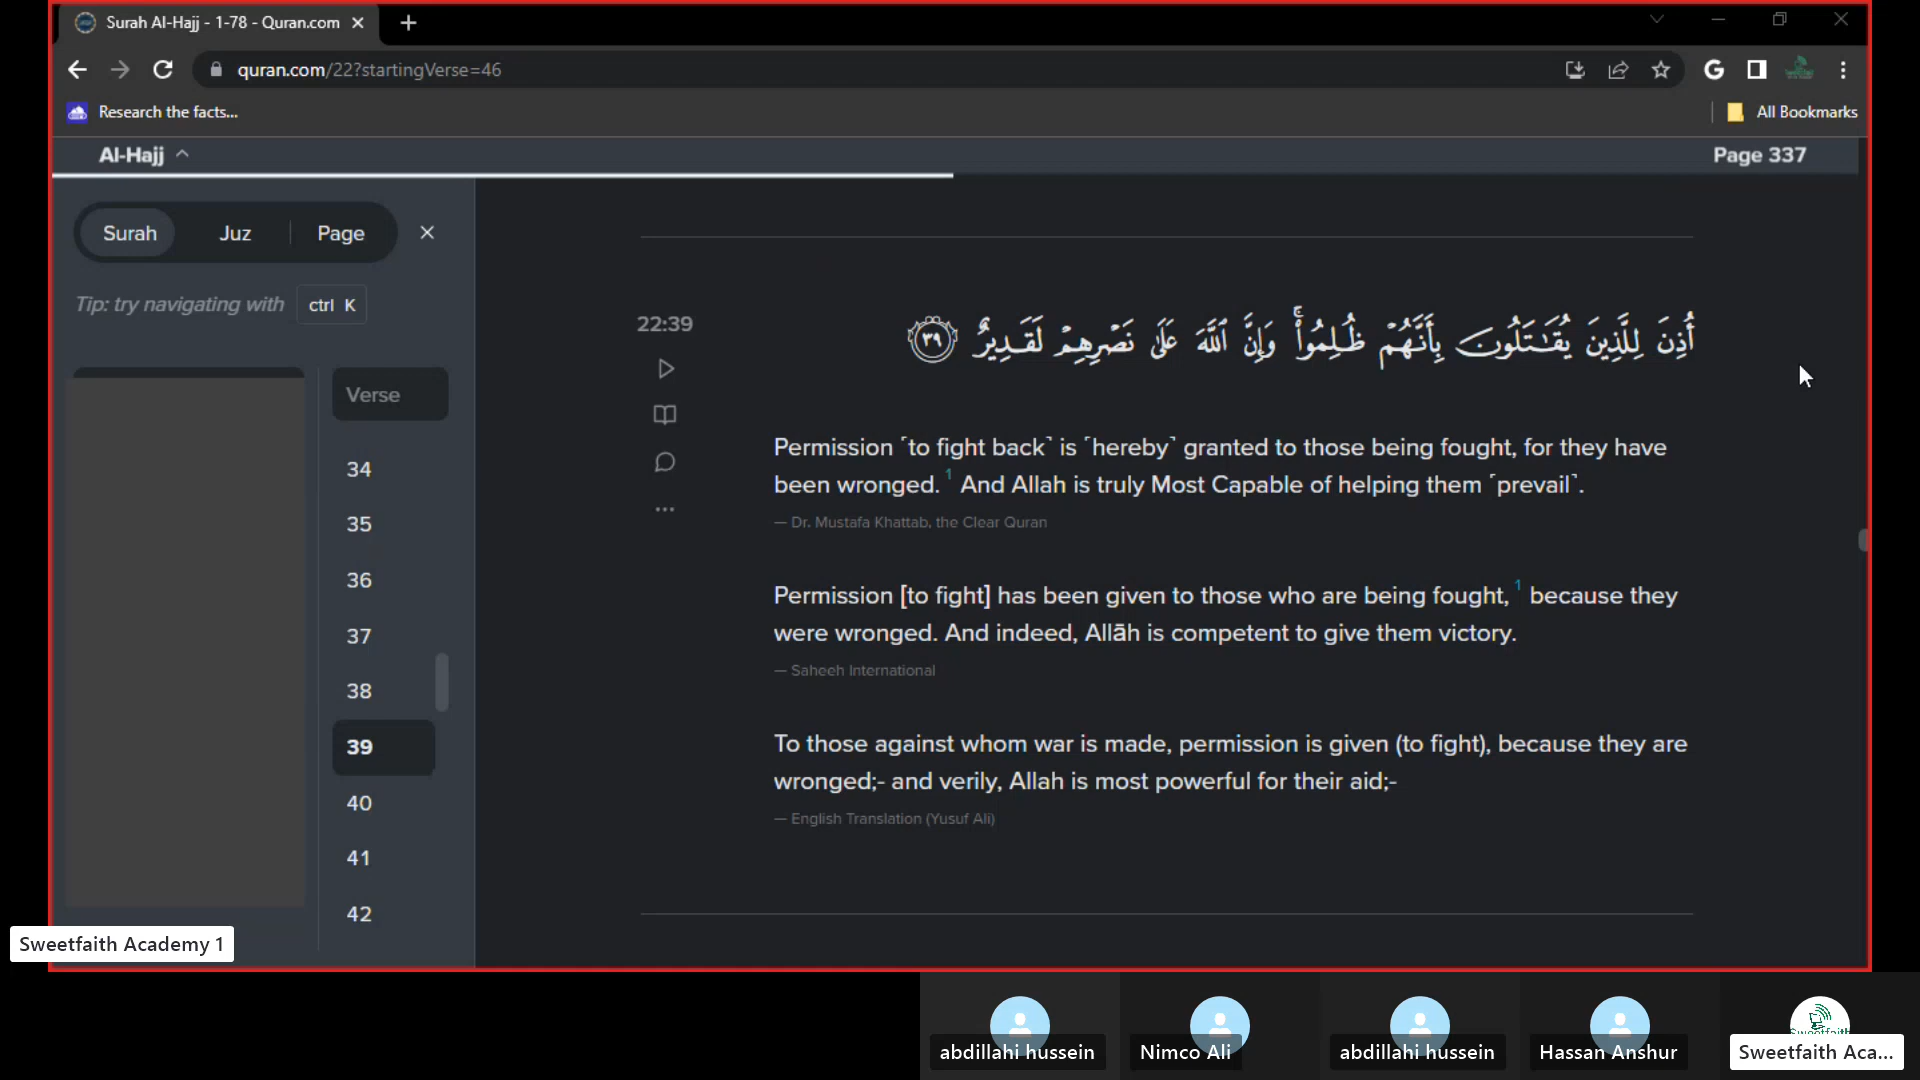 Surah Al-Hajj - 1-78 - Quran.com
quran.com/22?startingVerse=46
Research the facts...
All Bookmarks
Al-Hajj
Page 337
Surah
Juz
Page
Tip: try navigating with ctrl K
Verse
34
35
36
37
38
39
40
41
42
22:39
أُذِنَ لِلَّذِينَ يُقَـٰتَلُونَ بِأَنَّهُمْ ظُلِمُوا۟ ۚ وَإِنَّ ٱللَّهَ عَلَىٰ نَصْرِهِمْ لَقَدِيرٌ ٣٩
Permission ˹to fight back˺ is ˹hereby˺ granted to those being fought, for they have
been wronged. 1 And Allah is truly Most Capable of helping them ˹prevail˺.
— Dr. Mustafa Khattab, the Clear Quran
Permission [to fight] has been given to those who are being fought, 1 because they
were wronged. And indeed, Allāh is competent to give them victory.
— Saheeh International
To those against whom war is made, permission is given (to fight), because they are
wronged;- and verily, Allah is most powerful for their aid;-
— English Translation (Yusuf Ali)
Sweetfaith Academy 1
abdillahi hussein
Nimco Ali
abdillahi hussein
Hassan Anshur
Sweetfaith Aca...